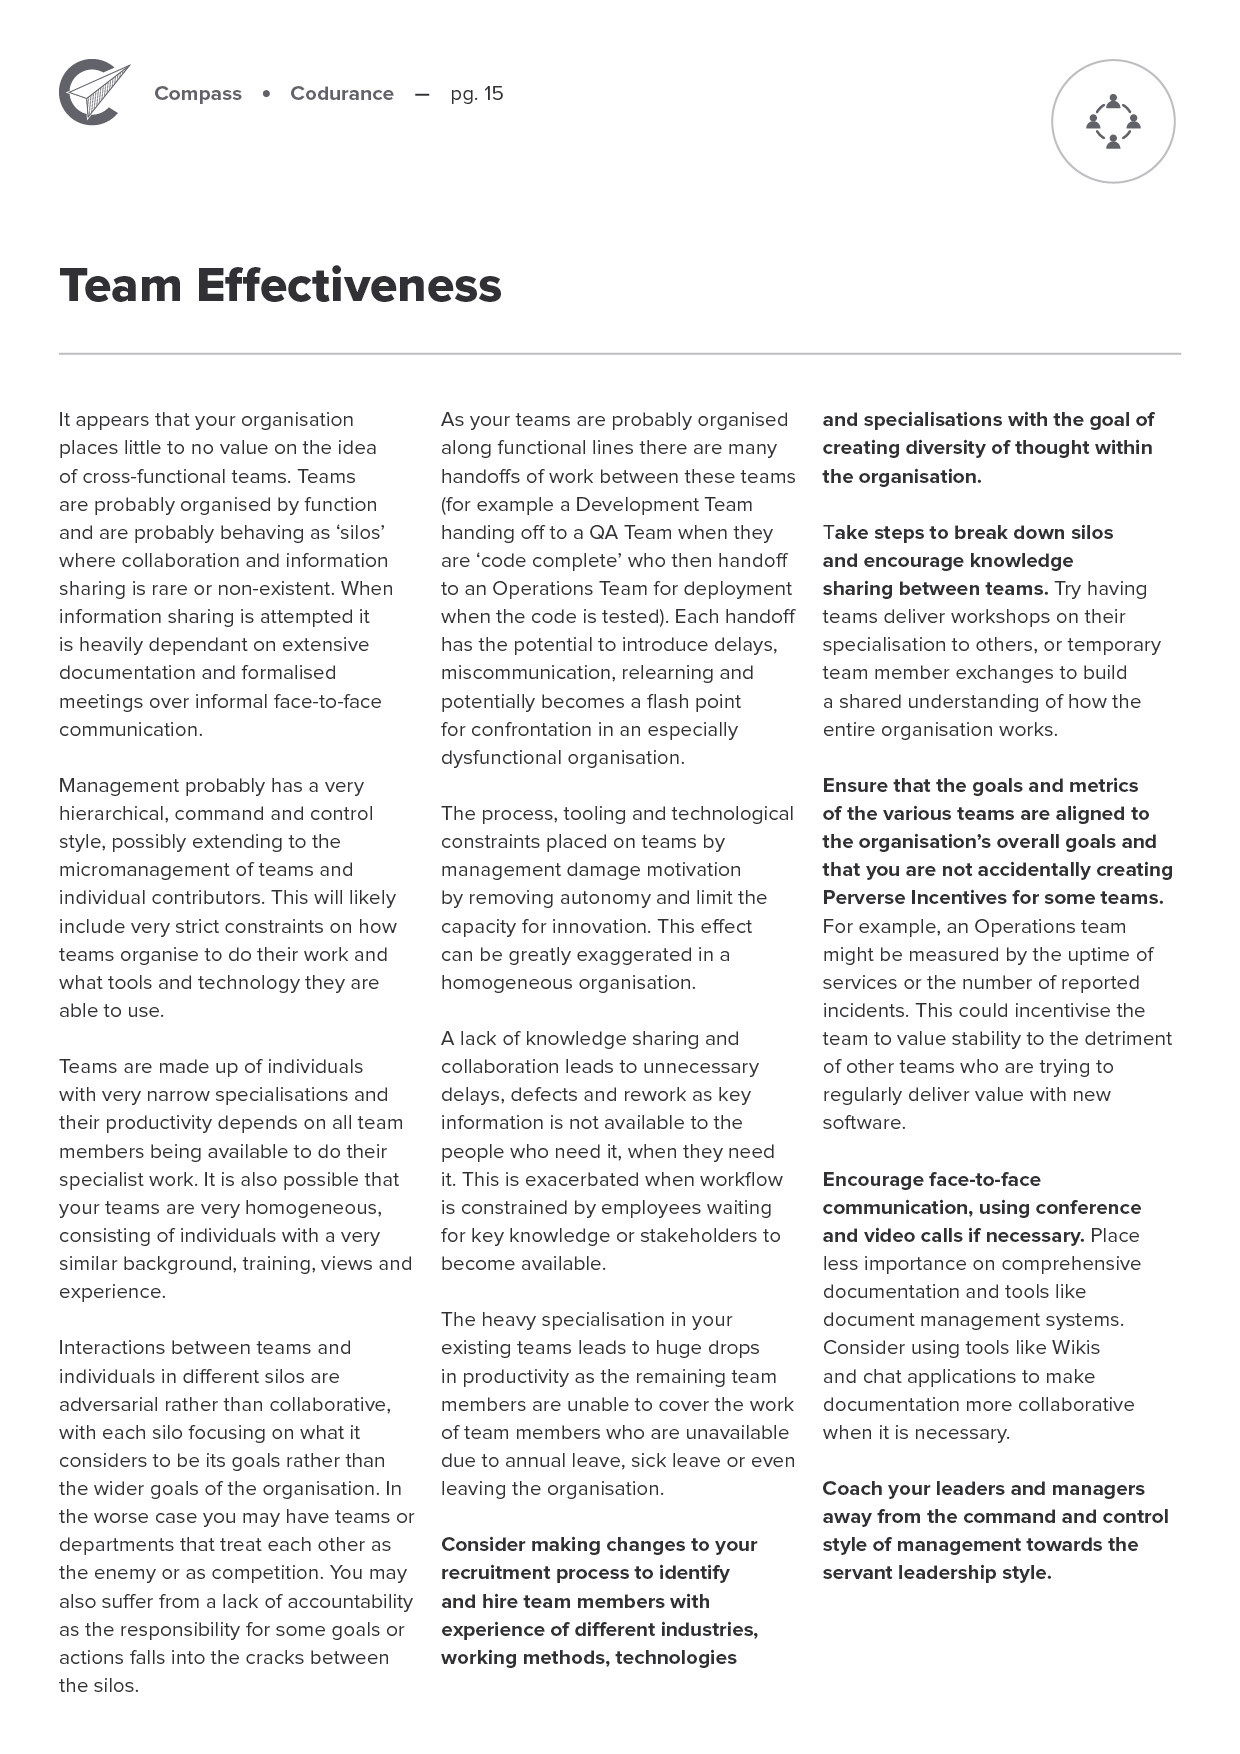 Compass • Codurance — pg. 15
Team Effectiveness
It appears that your organisation
places little to no value on the idea
of cross-functional teams. Teams
are probably organised by function
and are probably behaving as ‘silos’
where collaboration and information
sharing is rare or non-existent. When
information sharing is attempted it
is heavily dependant on extensive
documentation and formalised
meetings over informal face-to-face
communication.
Management probably has a very
hierarchical, command and control
style, possibly extending to the
micromanagement of teams and
individual contributors. This will likely
include very strict constraints on how
teams organise to do their work and
what tools and technology they are
able to use.
Teams are made up of individuals
with very narrow specialisations and
their productivity depends on all team
members being available to do their
specialist work. It is also possible that
your teams are very homogeneous,
consisting of individuals with a very
similar background, training, views and
experience.
Interactions between teams and
individuals in different silos are
adversarial rather than collaborative,
with each silo focusing on what it
considers to be its goals rather than
the wider goals of the organisation. In
the worse case you may have teams or
departments that treat each other as
the enemy or as competition. You may
also suffer from a lack of accountability
as the responsibility for some goals or
actions falls into the cracks between
the silos.
As your teams are probably organised
along functional lines there are many
handoffs of work between these teams
(for example a Development Team
handing off to a QA Team when they
are ‘code complete’ who then handoff
to an Operations Team for deployment
when the code is tested). Each handoff
has the potential to introduce delays,
miscommunication, relearning and
potentially becomes a flash point
for confrontation in an especially
dysfunctional organisation.
The process, tooling and technological
constraints placed on teams by
management damage motivation
by removing autonomy and limit the
capacity for innovation. This effect
can be greatly exaggerated in a
homogeneous organisation.
A lack of knowledge sharing and
collaboration leads to unnecessary
delays, defects and rework as key
information is not available to the
people who need it, when they need
it. This is exacerbated when workflow
is constrained by employees waiting
for key knowledge or stakeholders to
become available.
The heavy specialisation in your
existing teams leads to huge drops
in productivity as the remaining team
members are unable to cover the work
of team members who are unavailable
due to annual leave, sick leave or even
leaving the organisation.
Consider making changes to your
recruitment process to identify
and hire team members with
experience of different industries,
working methods, technologies
and specialisations with the goal of
creating diversity of thought within
the organisation.
Take steps to break down silos
and encourage knowledge
sharing between teams. Try having
teams deliver workshops on their
specialisation to others, or temporary
team member exchanges to build
a shared understanding of how the
entire organisation works.
Ensure that the goals and metrics
of the various teams are aligned to
the organisation’s overall goals and
that you are not accidentally creating
Perverse Incentives for some teams.
For example, an Operations team
might be measured by the uptime of
services or the number of reported
incidents. This could incentivise the
team to value stability to the detriment
of other teams who are trying to
regularly deliver value with new
software.
Encourage face-to-face
communication, using conference
and video calls if necessary. Place
less importance on comprehensive
documentation and tools like
document management systems.
Consider using tools like Wikis
and chat applications to make
documentation more collaborative
when it is necessary.
Coach your leaders and managers
away from the command and control
style of management towards the
servant leadership style.